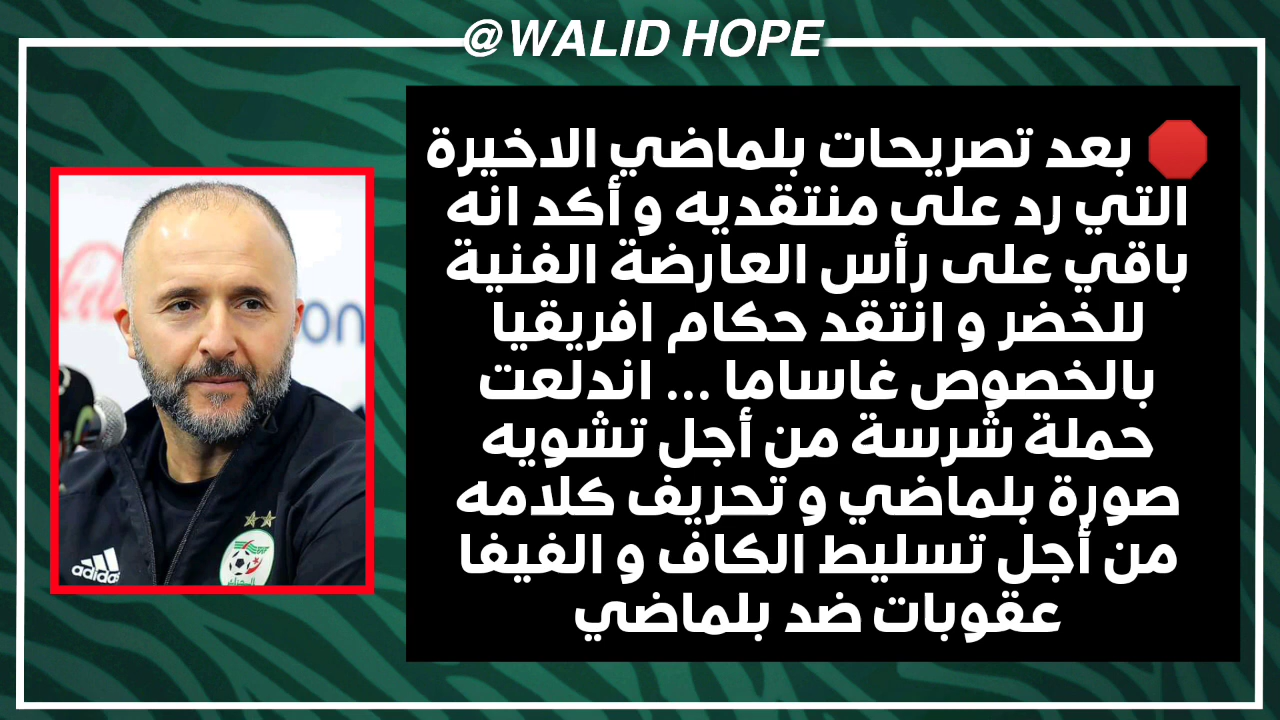 @WALID HOPE
🛑 بعد تصريحات بلماضي الاخيرة
التي رد على منتقديه و أكد انه
باقي على رأس العارضة الفنية
للخضر و انتقد حكام افريقيا
بالخصوص غاساما ... اندلعت
حملة شرسة من أجل تشويه
صورة بلماضي و تحريف كلامه
من أجل تسليط الكاف و الفيفا
عقوبات ضد بلماضي
adidas